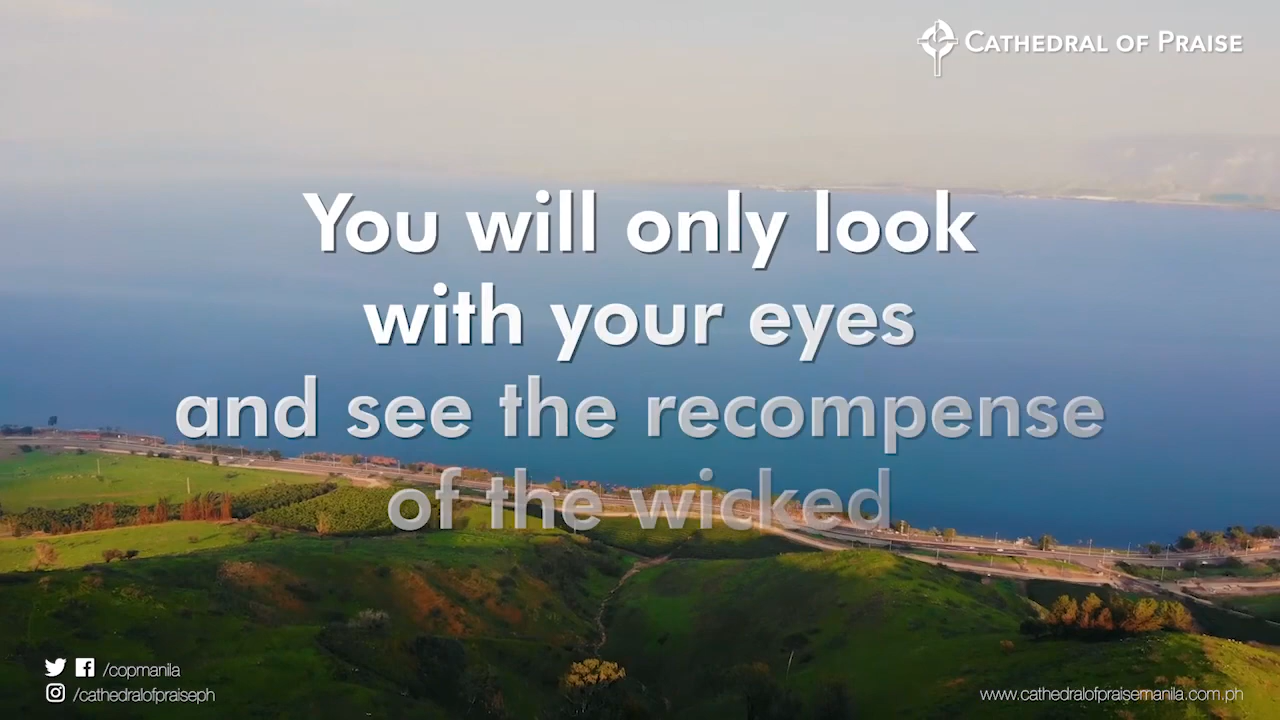 CATHEDRAL OF PRAISE
You will only look
with your eyes
and see the recompense
of the wicked
/copmanila
/cathedralofpraiseph
www.cathedralofpraisemanila.com.ph